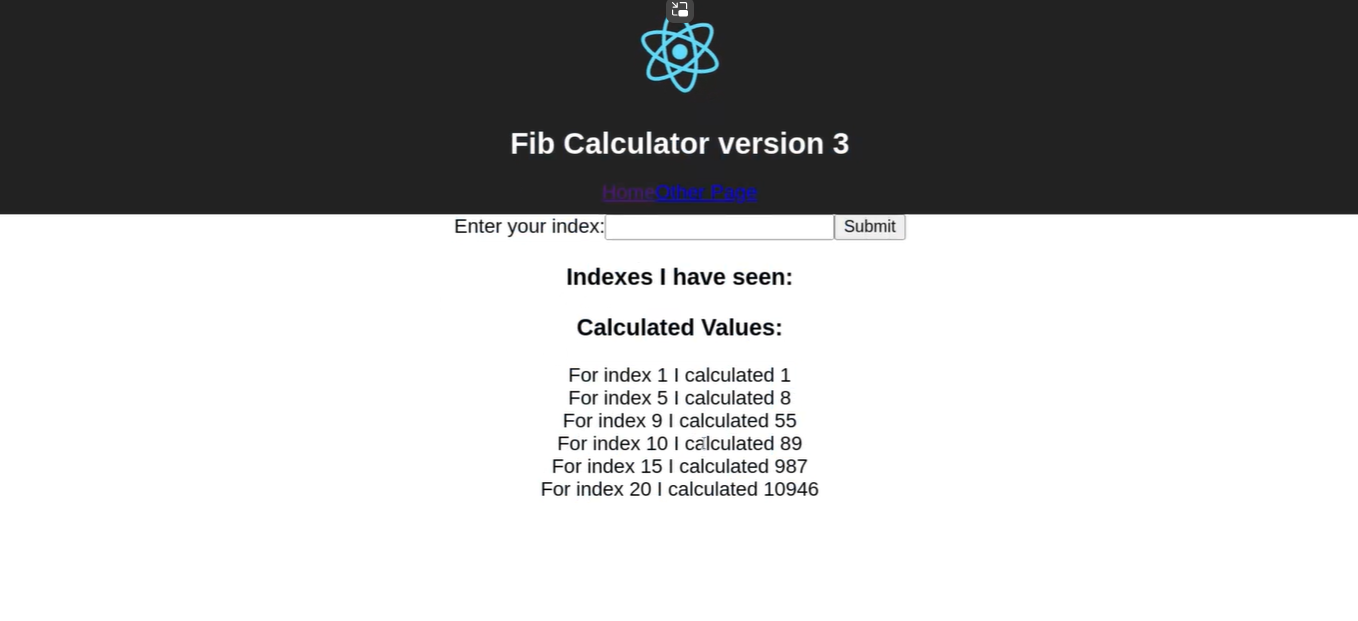 Fib Calculator version 3
HomeOther Page
Enter your index: Submit
Indexes I have seen:
Calculated Values:
For index 1 I calculated 1
For index 5 I calculated 8
For index 9 I calculated 55
For index 10 I calculated 89
For index 15 I calculated 987
For index 20 I calculated 10946